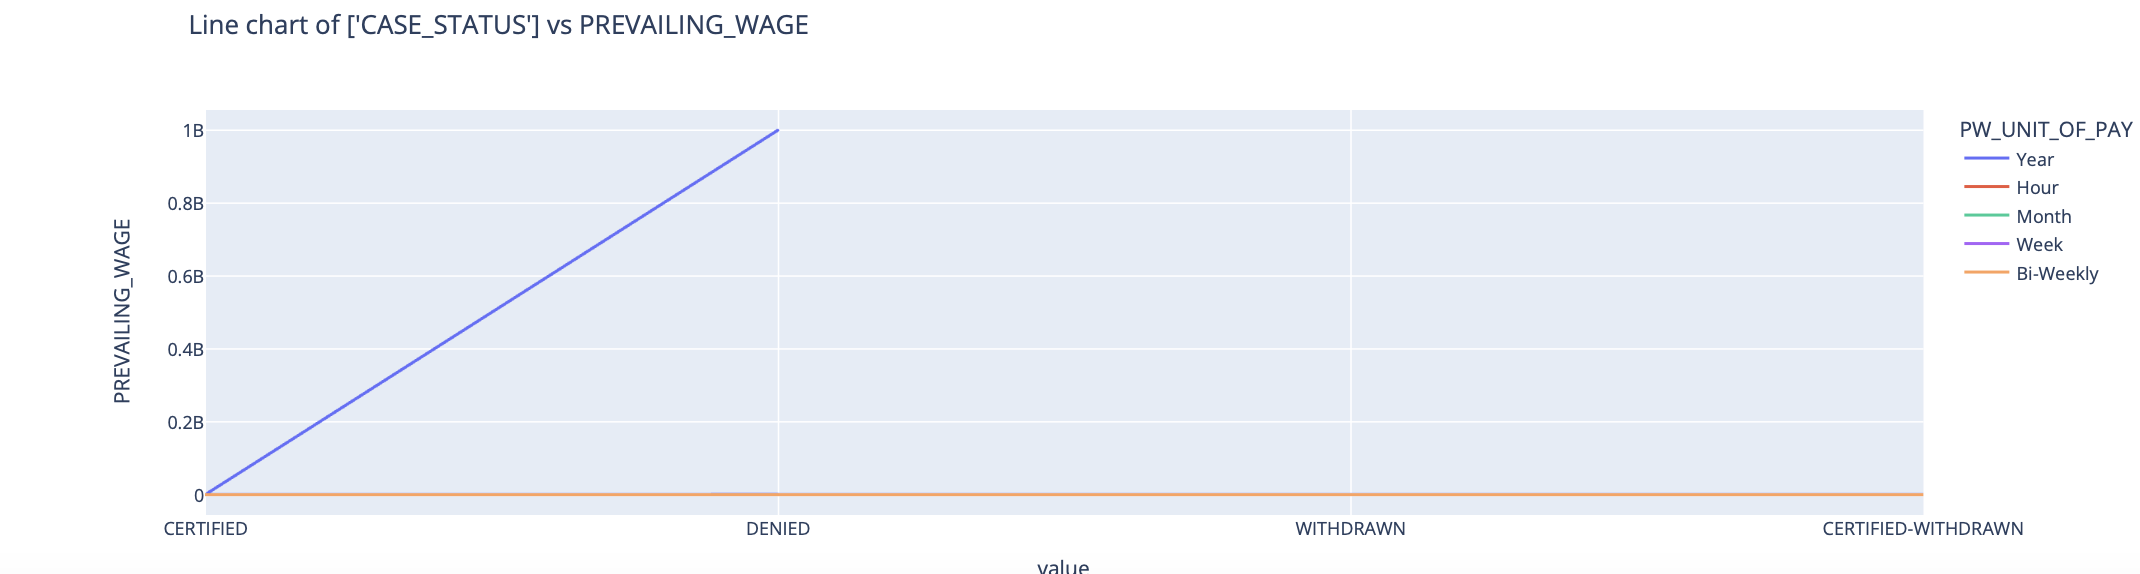 Line chart of ['CASE_STATUS'] vs PREVAILING_WAGE
PREVAILING_WAGE
1B
0.8B
0.6B
0.4B
0.2B
0
CERTIFIED
DENIED
WITHDRAWN
CERTIFIED-WITHDRAWN
value
PW_UNIT_OF_PAY
Year
Hour
Month
Week
Bi-Weekly